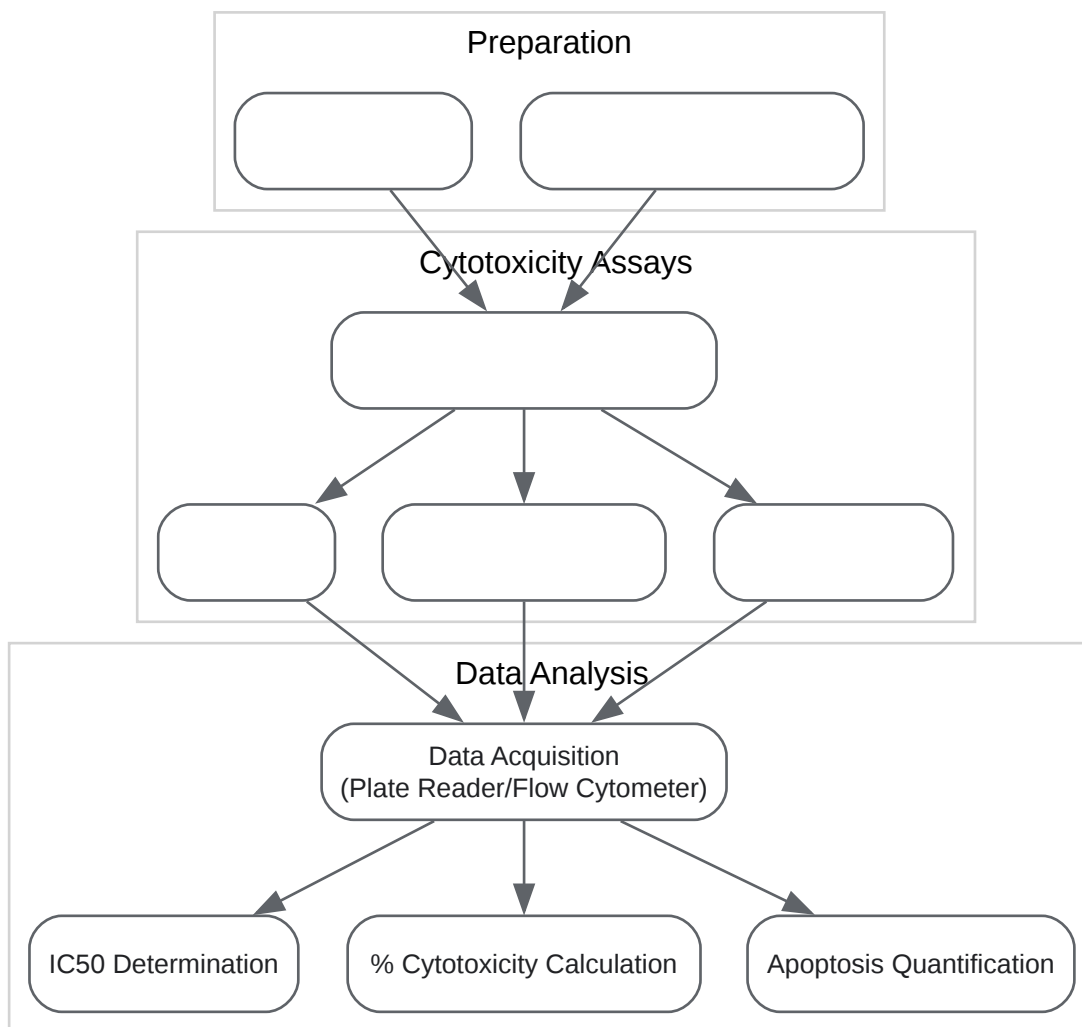 Preparation
Cytotoxicity Assays
Data Analysis
Data Acquisition
(Plate Reader/Flow Cytometer)
IC50 Determination
% Cytotoxicity Calculation
Apoptosis Quantification